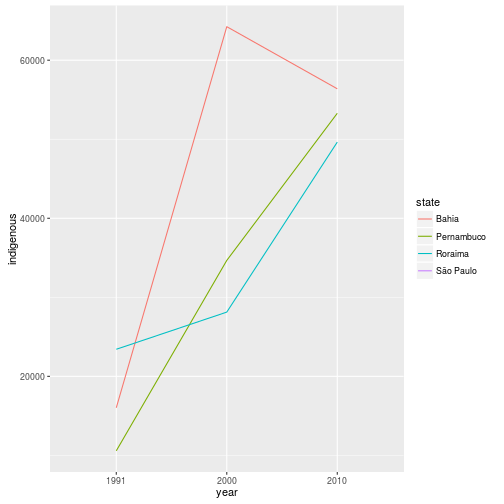 60000
40000
20000
indigenous
1991
2000
2010
year
state
Bahia
Pernambuco
Roraima
São Paulo